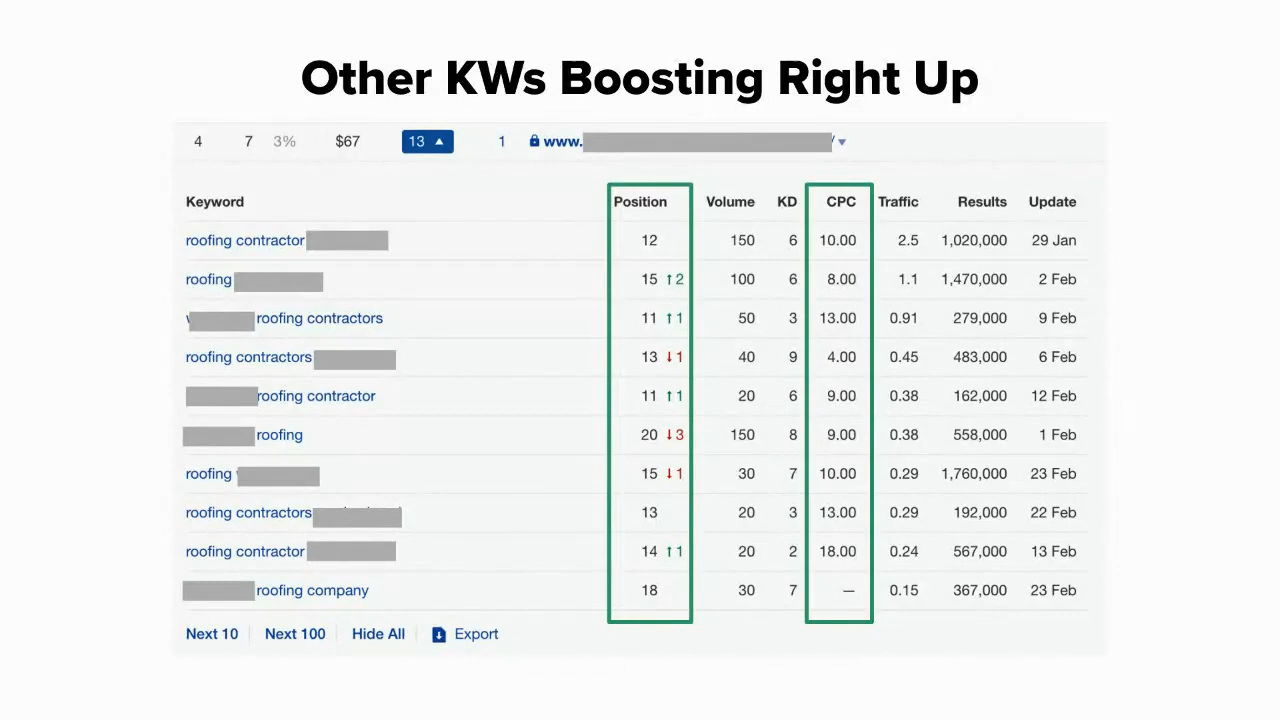 Other KWs Boosting Right Up
4 7 3% $67 13 ▲ 1 www. / ▼
Keyword Position Volume KD CPC Traffic Results Update
roofing contractor 12 150 6 10.00 2.5 1,020,000 29 Jan
roofing 15 ↑2 100 6 8.00 1.1 1,470,000 2 Feb
roofing contractors 11 ↑1 50 3 13.00 0.91 279,000 9 Feb
roofing contractors 13 ↓1 40 9 4.00 0.45 483,000 6 Feb
roofing contractor 11 ↑1 20 6 9.00 0.38 162,000 12 Feb
roofing 20 ↓3 150 8 9.00 0.38 558,000 1 Feb
roofing 15 ↓1 30 7 10.00 0.29 1,760,000 23 Feb
roofing contractors 13 20 3 13.00 0.29 192,000 22 Feb
roofing contractor 14 ↑1 20 2 18.00 0.24 567,000 13 Feb
roofing company 18 30 7 — 0.15 367,000 23 Feb
Next 10 Next 100 Hide All Export